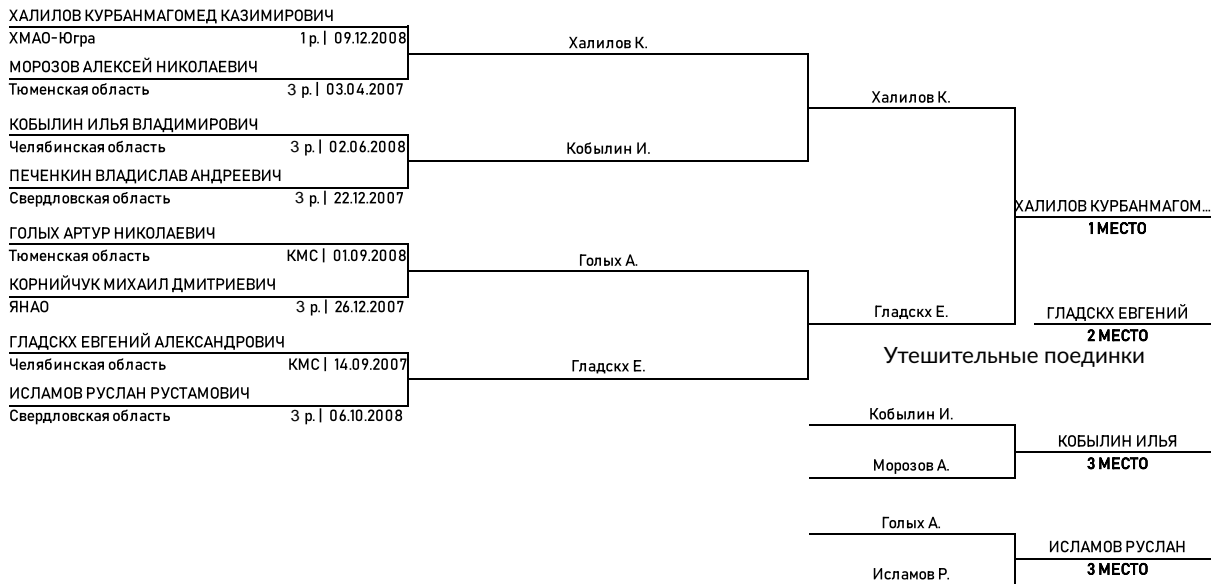 ХАЛИЛОВ КУРБАНМАГОМЕД КАЗИМИРОВИЧ
ХМАО-Югра 1 р. | 09.12.2008
МОРОЗОВ АЛЕКСЕЙ НИКОЛАЕВИЧ
Тюменская область 3 р. | 03.04.2007
КОБЫЛИН ИЛЬЯ ВЛАДИМИРОВИЧ
Челябинская область 3 р. | 02.06.2008
ПЕЧЕНКИН ВЛАДИСЛАВ АНДРЕЕВИЧ
Свердловская область 3 р. | 22.12.2007
ГОЛЫХ АРТУР НИКОЛАЕВИЧ
Тюменская область КМС | 01.09.2008
КОРНИЙЧУК МИХАИЛ ДМИТРИЕВИЧ
ЯНАО 3 р. | 26.12.2007
ГЛАДСКХ ЕВГЕНИЙ АЛЕКСАНДРОВИЧ
Челябинская область КМС | 14.09.2007
ИСЛАМОВ РУСЛАН РУСТАМОВИЧ
Свердловская область 3 р. | 06.10.2008
Халилов К.
Кобылин И.
Голых А.
Гладскх Е.
Халилов К.
Гладскх Е.
ХАЛИЛОВ КУРБАНМАГОМ...
1 МЕСТО
ГЛАДСКХ ЕВГЕНИЙ
2 МЕСТО
Утешительные поединки
Кобылин И.
Морозов А.
КОБЫЛИН ИЛЬЯ
3 МЕСТО
Голых А.
Исламов Р.
ИСЛАМОВ РУСЛАН
3 МЕСТО